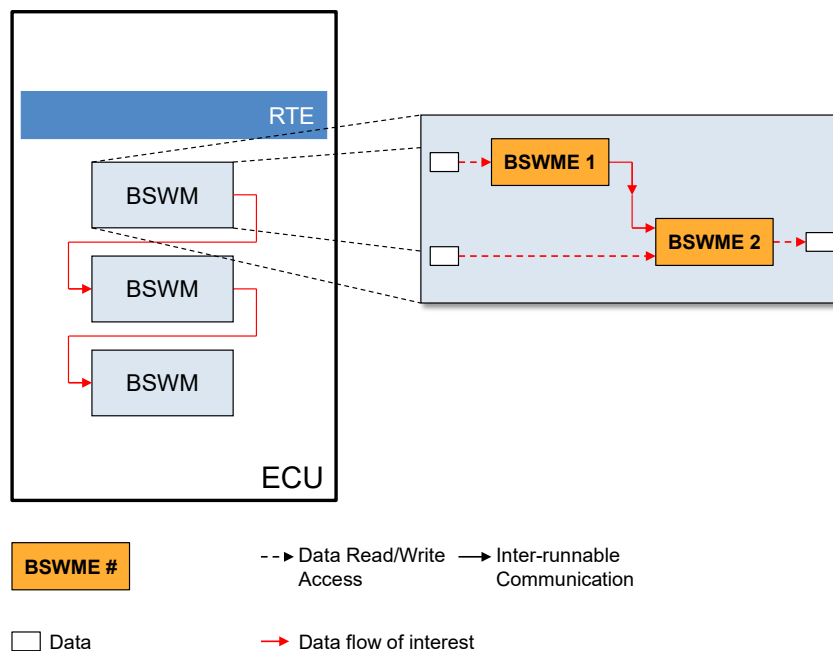 RTE
BSWM
BSWM
BSWM
ECU
BSWME 1
BSWME 2
BSWME #
Data Read/Write
Access
Inter-runnable
Communication
Data
Data flow of interest